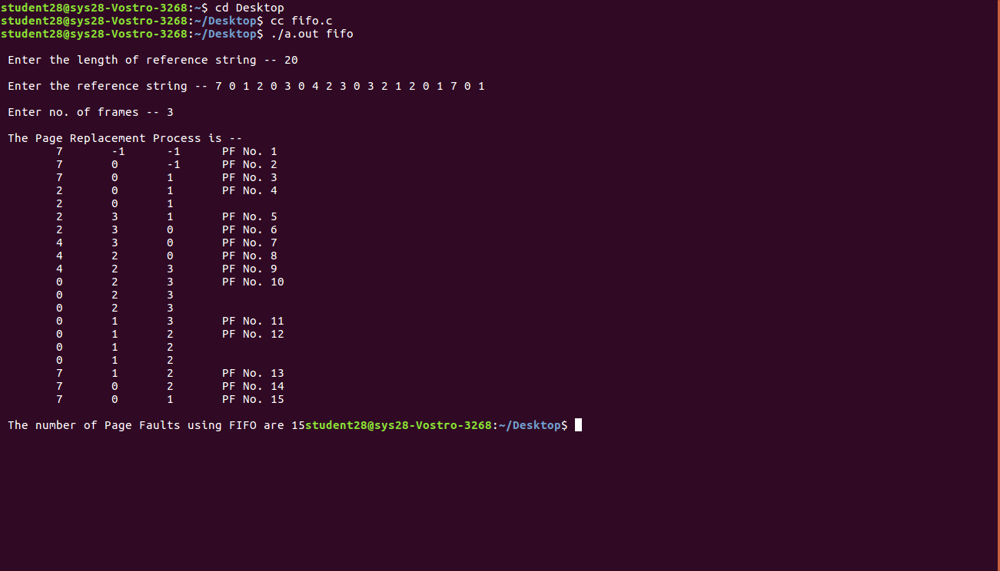 student28@sys28-Vostro-3268:~$ cd Desktop
student28@sys28-Vostro-3268:~/Desktop$ cc fifo.c
student28@sys28-Vostro-3268:~/Desktop$ ./a.out fifo
Enter the length of reference string -- 20
Enter the reference string -- 7 0 1 2 0 3 0 4 2 3 0 3 2 1 2 0 1 7 0 1
Enter no. of frames -- 3
The Page Replacement Process is --
7 -1 -1 PF No. 1
7 0 -1 PF No. 2
7 0 1 PF No. 3
2 0 1 PF No. 4
2 0 1
2 3 1 PF No. 5
2 3 0 PF No. 6
4 3 0 PF No. 7
4 2 0 PF No. 8
4 2 3 PF No. 9
0 2 3 PF No. 10
0 2 3
0 2 3
0 1 3 PF No. 11
0 1 2 PF No. 12
0 1 2
0 1 2
7 1 2 PF No. 13
7 0 2 PF No. 14
7 0 1 PF No. 15
The number of Page Faults using FIFO are 15student28@sys28-Vostro-3268:~/Desktop$